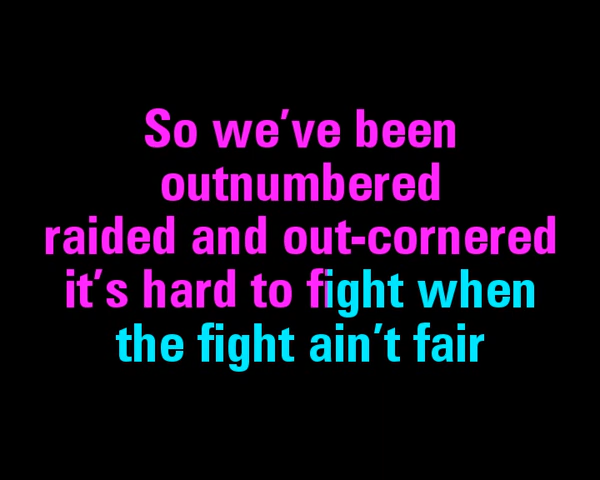 So we’ve been
outnumbered
raided and out-cornered
it’s hard to fight when
the fight ain’t fair